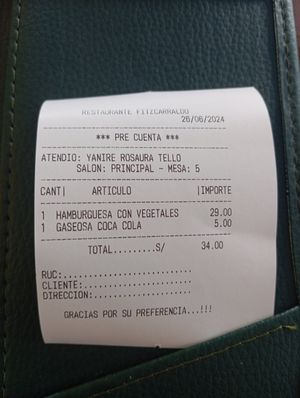 RESTAURANTE FITZCARRALDO
26/06/2024
*** PRE CUENTA ***
ATENDIO: YANIRE ROSAURA TELLO
SALON: PRINCIPAL - MESA: 5
CANT| ARTICULO |IMPORTE
1 HAMBURGUESA CON VEGETALES 29.00
1 GASEOSA COCA COLA 5.00
TOTAL.........S/ 34.00
RUC:
CLIENTE:
DIRECCION:
GRACIAS POR SU PREFERENCIA...!!!